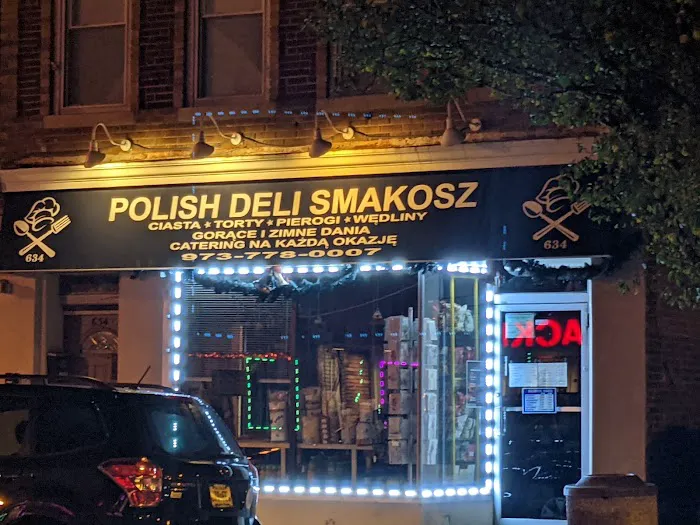 POLISH DELI SMAKOSZ
CIASTA ★ TORTY ★ PIEROGI ★ WĘDLINY
GORĄCE I ZIMNE DANIA
CATERING NA KAŻDĄ OKAZJĘ
973-778-0007
634
634
634